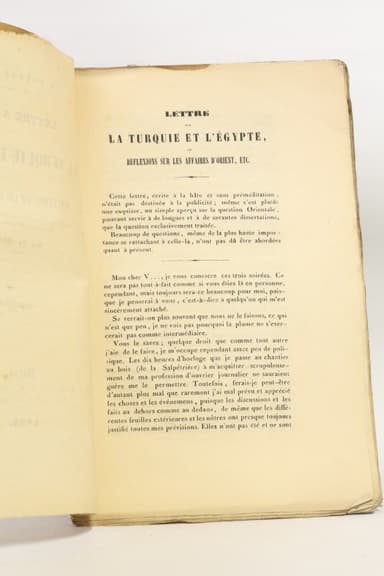 LETTRE
SUR
LA TURQUIE ET L'ÉGYPTE,
OU
RÉFLEXIONS SUR LES AFFAIRES D'ORIENT, ETC.
Cette lettre, écrite à la hâte et sans préméditation,
n'était pas destinée à la publicité; même c'est plutôt
une esquisse, un simple aperçu sur la question Orientale,
pouvant servir à de longues et à de savantes dissertations,
que la question exclusivement traitée.
Beaucoup de questions, même de la plus haute impor-
tance se rattachant à celle-là, n'ont pas dû être abordées
quant à présent.
Mon cher V...., je vous consacre ces trois soirées. Ce
ne sera pas tout-à-fait comme si vous étiez là en personne,
cependant, mais toujours sera-ce beaucoup pour moi, puis-
que je penserai à vous, c'est-à-dire à quelqu'un qui m'est
sincèrement attaché.
Se verrait-on plus souvent que nous ne le faisons, ce qui
n'est que peu, je ne vois pas pourquoi la plume ne s'exer-
cerait pas comme intermédiaire.
Vous le savez; quelque droit que comme tout autre
j'aie de le faire, je m'occupe cependant assez peu de poli-
tique. Les dix heures d'horloge que je passe au chantier
au bois (de la Salpêtrière) à m'acquitter scrupuleuse-
ment de ma profession d'ouvrier journalier ne sauraient
guère me le permettre. Toutefois, ferais-je peut-être
d'autant plus mal que rarement j'ai mal prévu et apprécié
les choses et les événemens, puisque les discussions et les
faits au dehors comme au dedans, de même que les diffé-
rentes feuilles extérieures et les nôtres ont presque toujours
justifié toutes mes prévisions. Elles n'ont pas été et ne sont